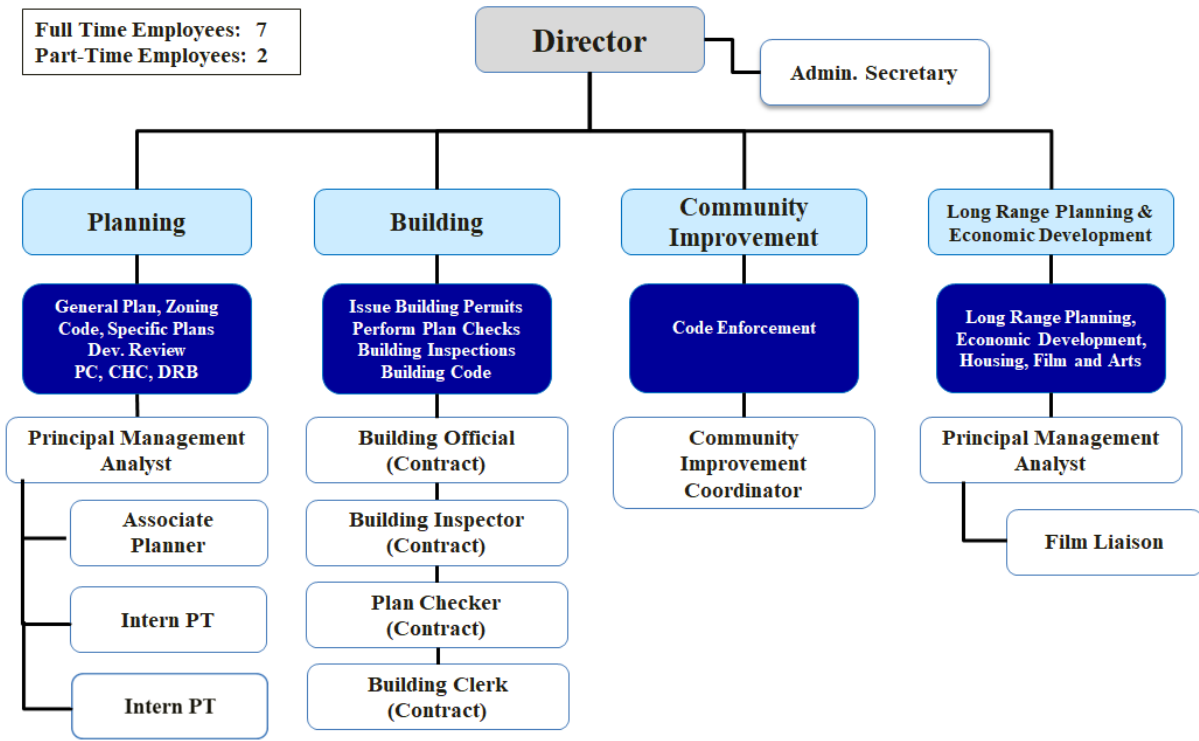 Full Time Employees: 7
Part-Time Employees: 2
Director
Admin. Secretary
Planning
Building
Community
Improvement
Long Range Planning &
Economic Development
General Plan, Zoning
Code, Specific Plans
Dev. Review
PC, CHC, DRB
Issue Building Permits
Perform Plan Checks
Building Inspections
Building Code
Code Enforcement
Long Range Planning,
Economic Development,
Housing, Film and Arts
Principal Management
Analyst
Associate
Planner
Intern PT
Intern PT
Building Official
(Contract)
Building Inspector
(Contract)
Plan Checker
(Contract)
Building Clerk
(Contract)
Community
Improvement
Coordinator
Principal Management
Analyst
Film Liaison